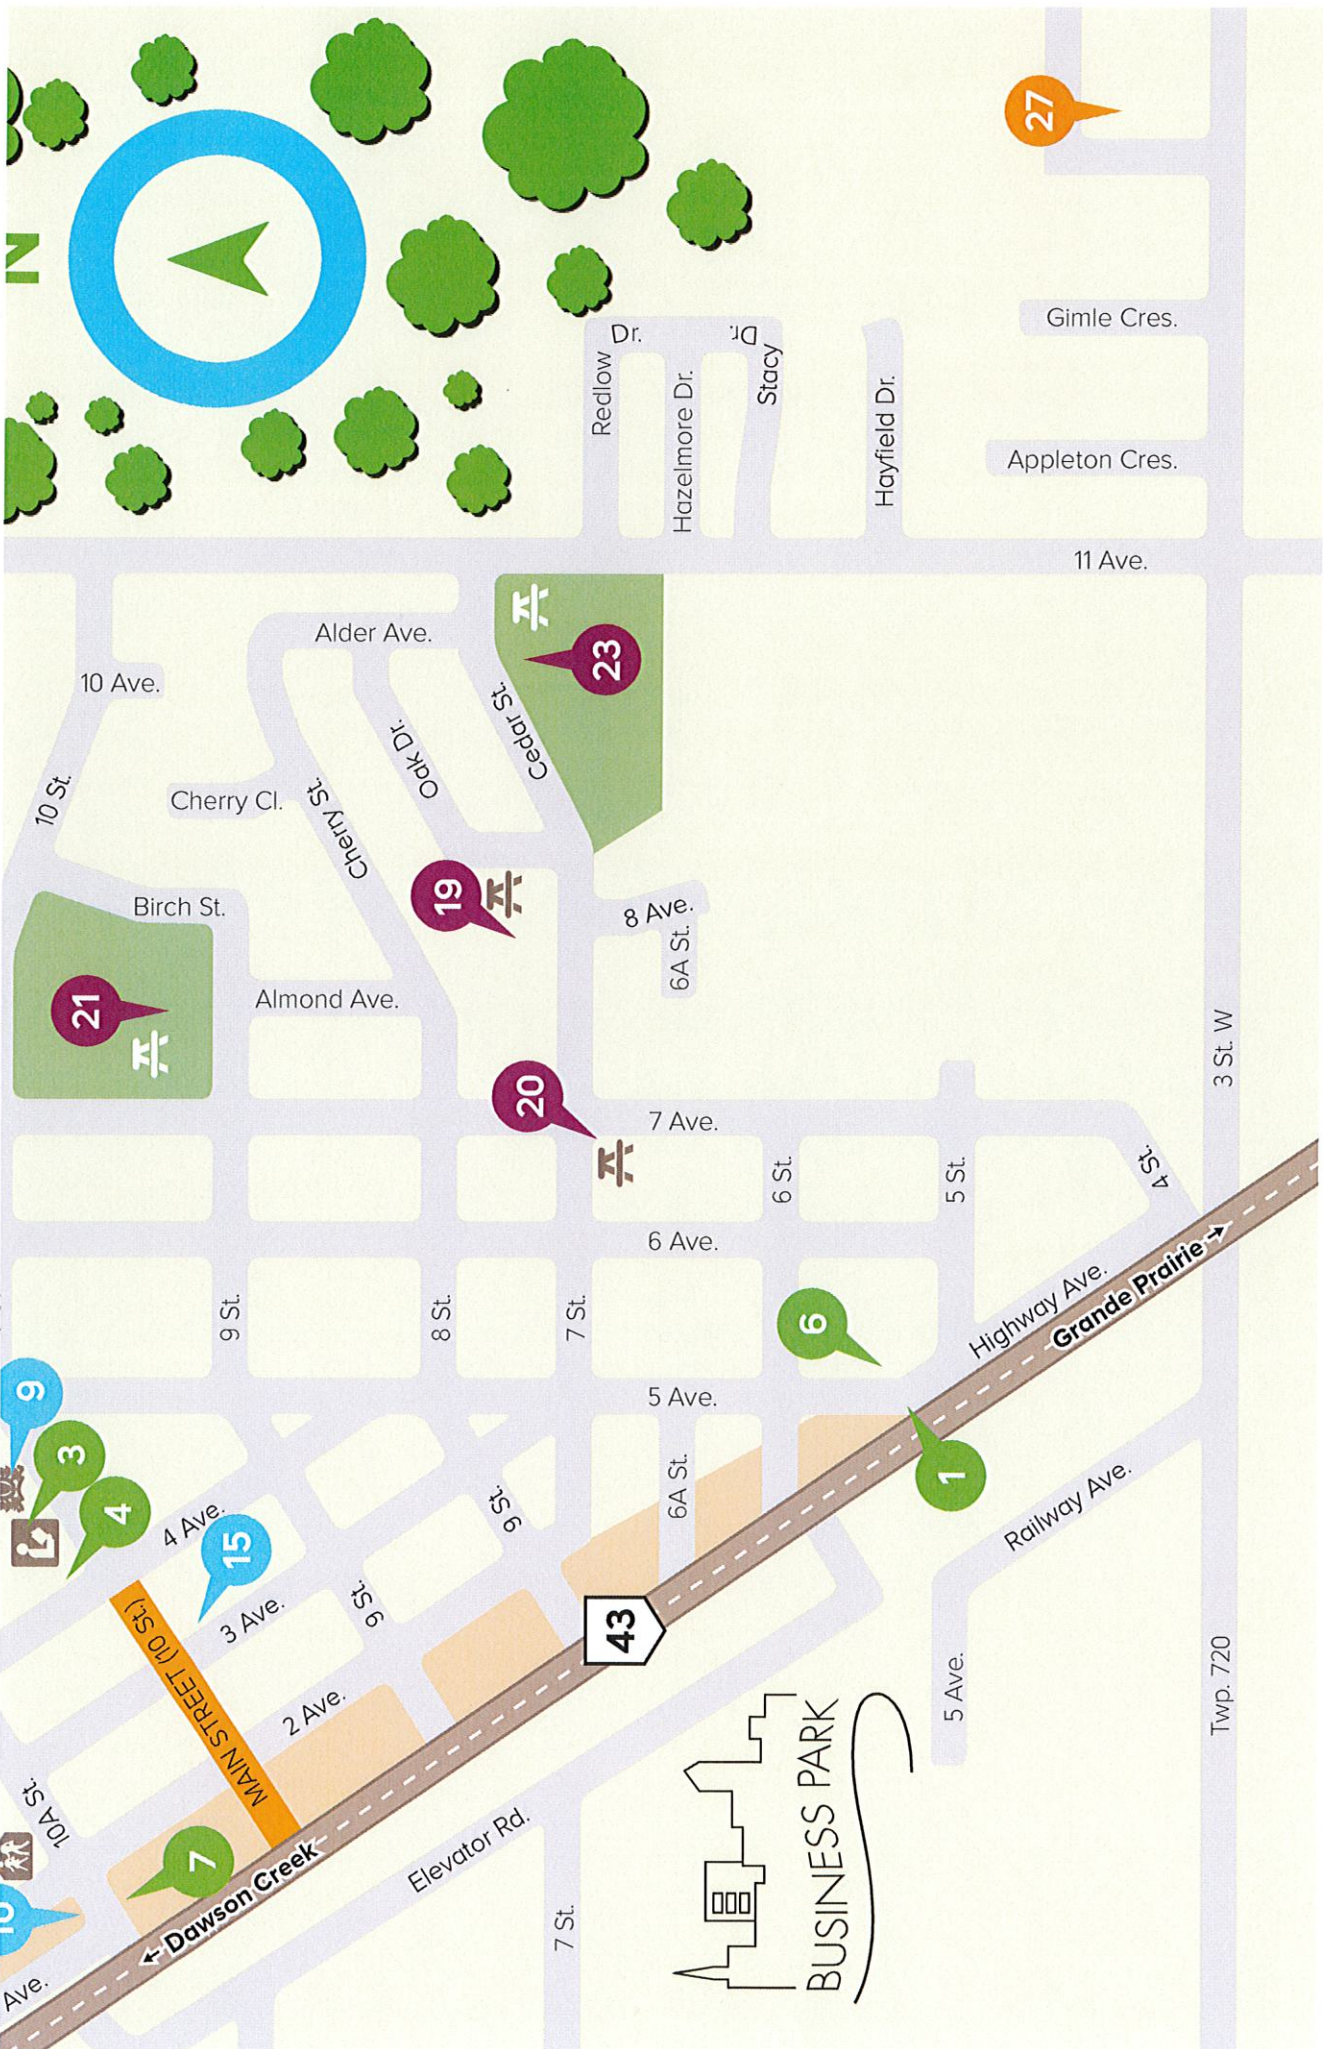 N
27
Gimle Cres.
Appleton Cres.
11 Ave.
Redlow
Dr.
Hazelmore Dr.
Stacy
Dr.
Hayfield Dr.
Alder Ave.
10 Ave.
10 St.
Cherry Cl.
Cherry St.
Oak Dr.
Cedar St.
23
19
8 Ave.
6A St.
Birch St.
21
Almond Ave.
20
7 Ave.
6 St.
5 St.
4 St.
3 St. W
6 Ave.
9 St.
8 St.
7 St.
6
Highway Ave.
Grande Prairie →
5 Ave.
9
3
4
4 Ave.
15
3 Ave.
9 St.
9 St.
6A St.
1
Railway Ave.
MAIN STREET (10 St.)
2 Ave.
43
10A St.
10
7
← Dawson Creek
Elevator Rd.
7 St.
5 Ave.
Twp. 720
Ave.
BUSINESS PARK